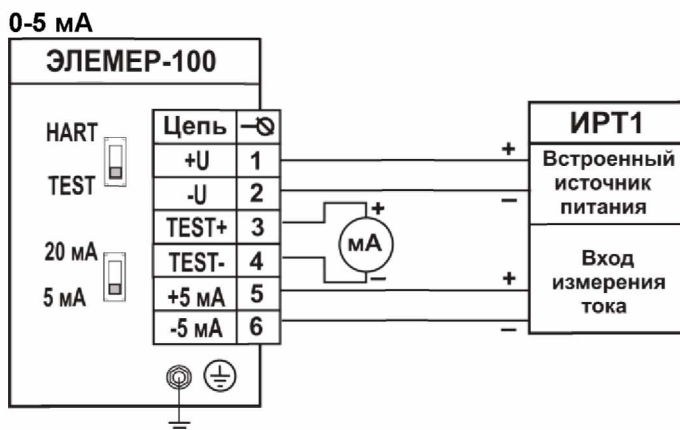 0-5 мА
ЭЛЕМЕР-100
HART
TEST
20 мА
5 мА
Цепь
+U 1
-U 2
TEST+ 3
TEST- 4
+5 мА 5
-5 мА 6
+
мА
–
+
–
+
–
ИРТ1
Встроенный
источник
питания
Вход
измерения
тока